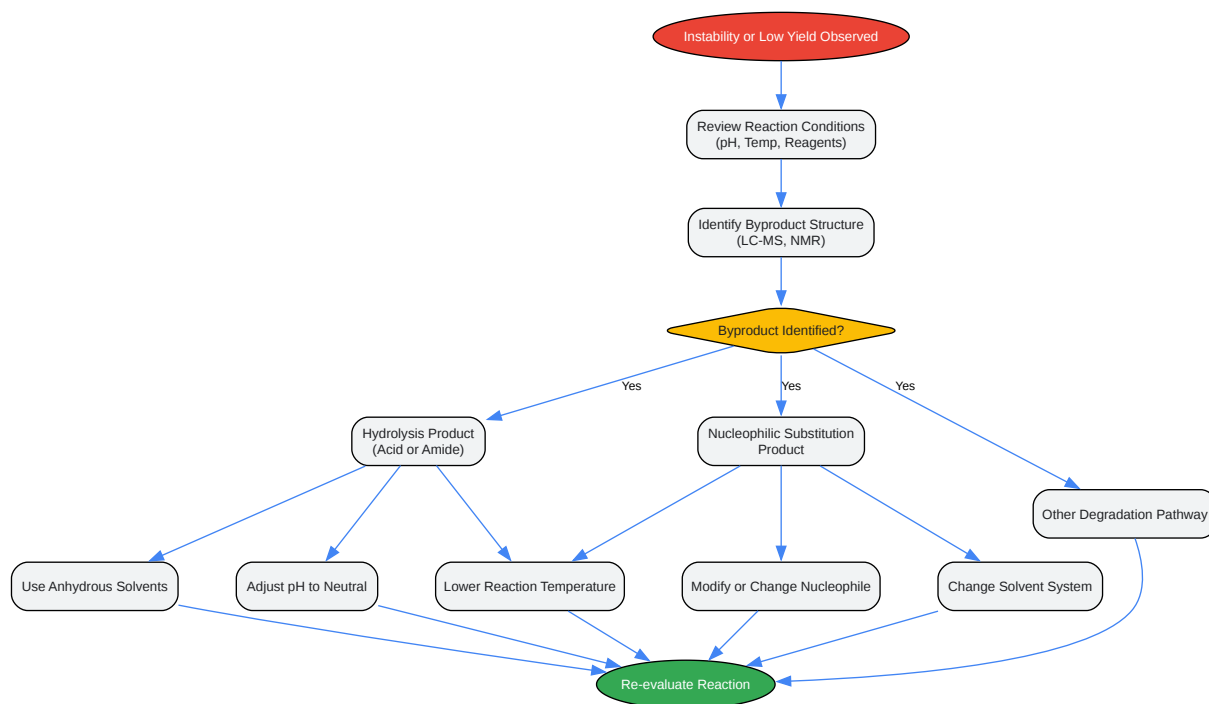 Instability or Low Yield Observed
Review Reaction Conditions
(pH, Temp, Reagents)
Identify Byproduct Structure
(LC-MS, NMR)
Byproduct Identified?
Yes
Yes
Yes
Hydrolysis Product
(Acid or Amide)
Nucleophilic Substitution
Product
Other Degradation Pathway
Use Anhydrous Solvents
Adjust pH to Neutral
Lower Reaction Temperature
Modify or Change Nucleophile
Change Solvent System
Re-evaluate Reaction